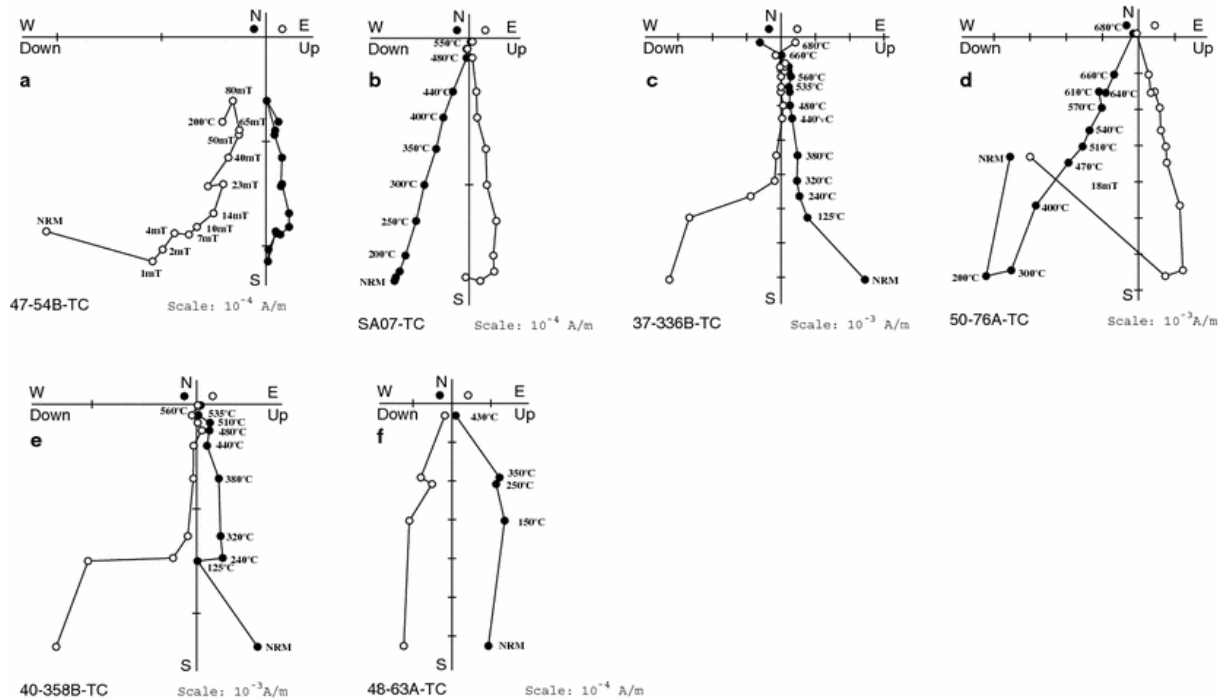 N
W E
Down Up
a
80mT
200°C 65mT
50mT
40mT
23mT
NRM
14mT
4mT 10mT
7mT
2mT
1mT
S
47-54B-TC Scale: 10-4 A/m
N
W E
Down Up
550°C
480°C
b
440°C
400°C
350°C
300°C
250°C
200°C
NRM
S
SA07-TC Scale: 10-4 A/m
N
W E
Down Up
680°C
660°C
c
560°C
535°C
480°C
440°C
380°C
320°C
240°C
125°C
NRM
S
37-336B-TC Scale: 10-3 A/m
N
W E
680°C
Down Up
d
660°C
610°C 640°C
570°C
540°C
510°C
NRM 470°C
18mT
400°C
200°C 300°C
S
50-76A-TC Scale: 10-3 A/m
N
W E
Down Up
560°C 535°C
510°C
e 480°C
440°C
380°C
320°C
240°C
125°C
NRM
S
40-358B-TC Scale: 10-3 A/m
N
W E
Down Up
430°C
f
350°C
250°C
150°C
NRM
S
48-63A-TC Scale: 10-4 A/m